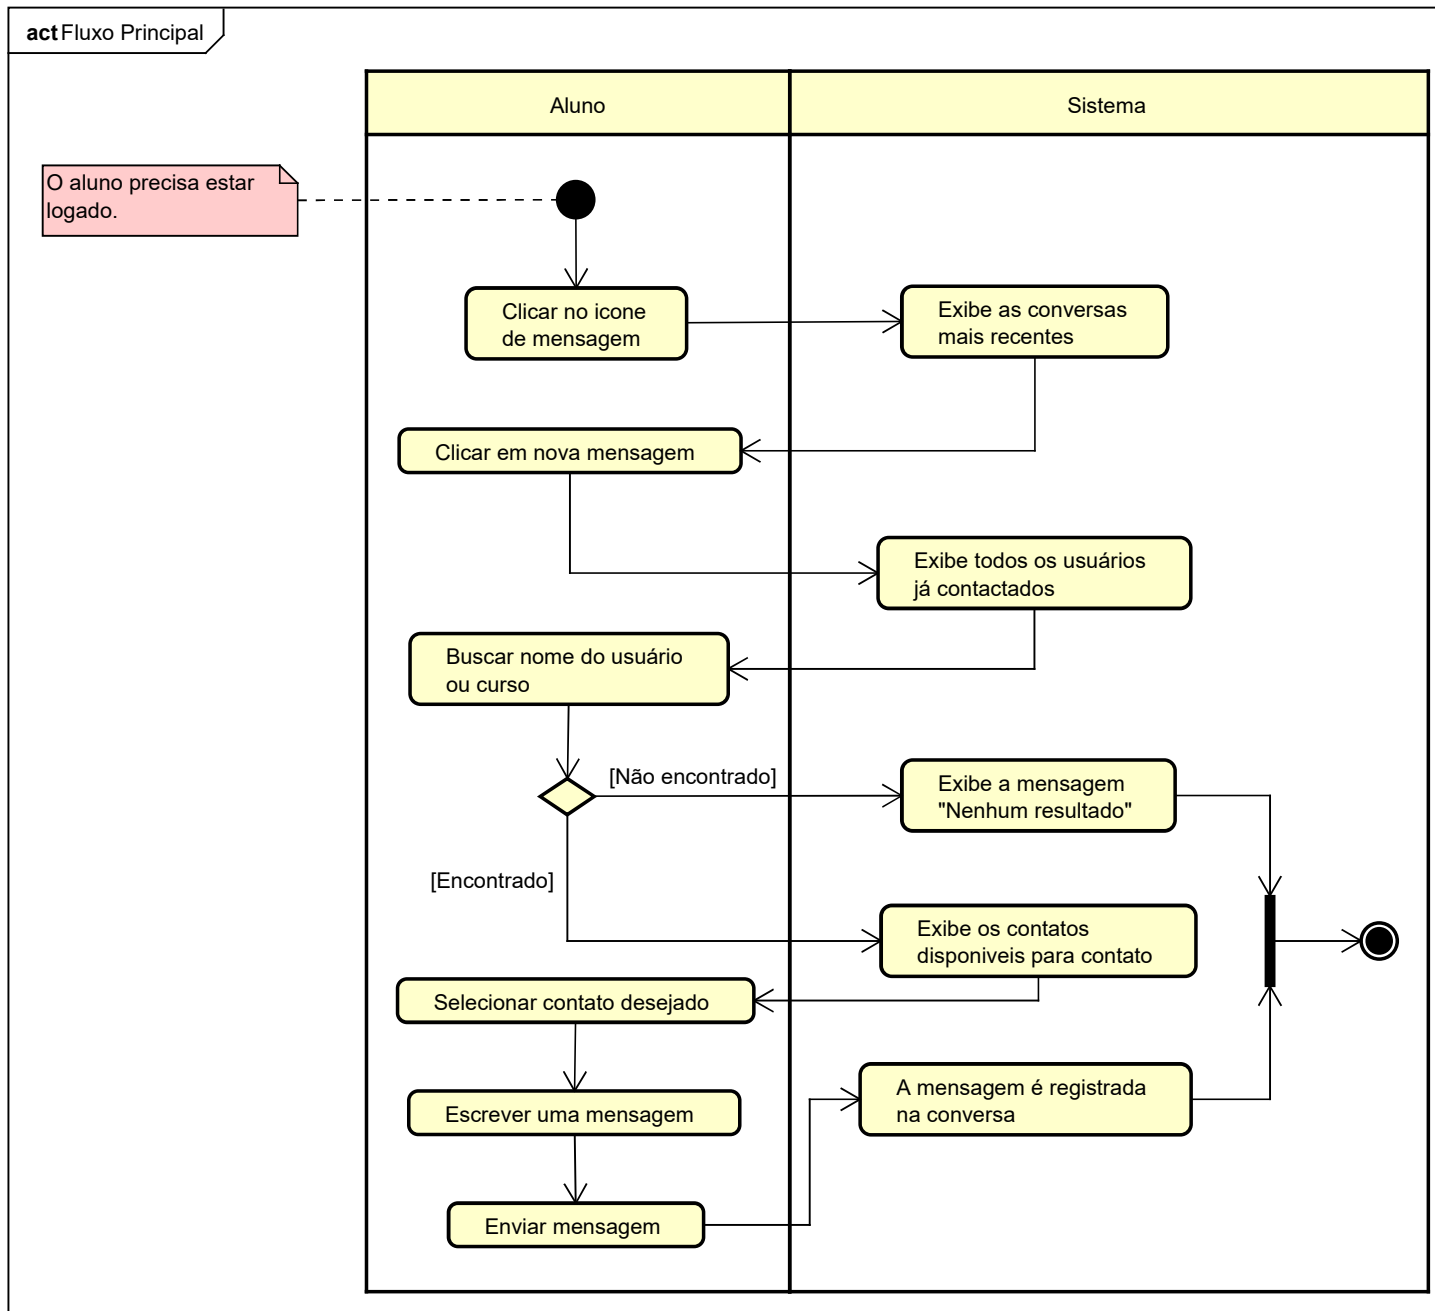 act Fluxo Principal
Aluno
Sistema
O aluno precisa estar
logado.
Clicar no icone
de mensagem
Exibe as conversas
mais recentes
Clicar em nova mensagem
Exibe todos os usuários
já contactados
Buscar nome do usuário
ou curso
[Não encontrado]
Exibe a mensagem
"Nenhum resultado"
[Encontrado]
Exibe os contatos
disponiveis para contato
Selecionar contato desejado
Escrever uma mensagem
A mensagem é registrada
na conversa
Enviar mensagem